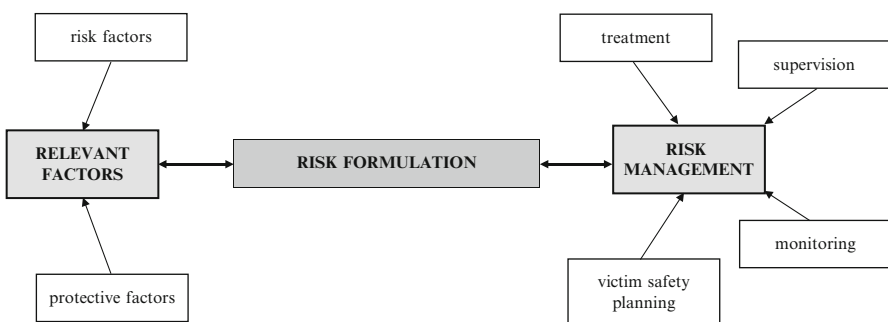 risk factors
treatment
supervision
RELEVANT
FACTORS
RISK FORMULATION
RISK
MANAGEMENT
protective factors
victim safety
planning
monitoring